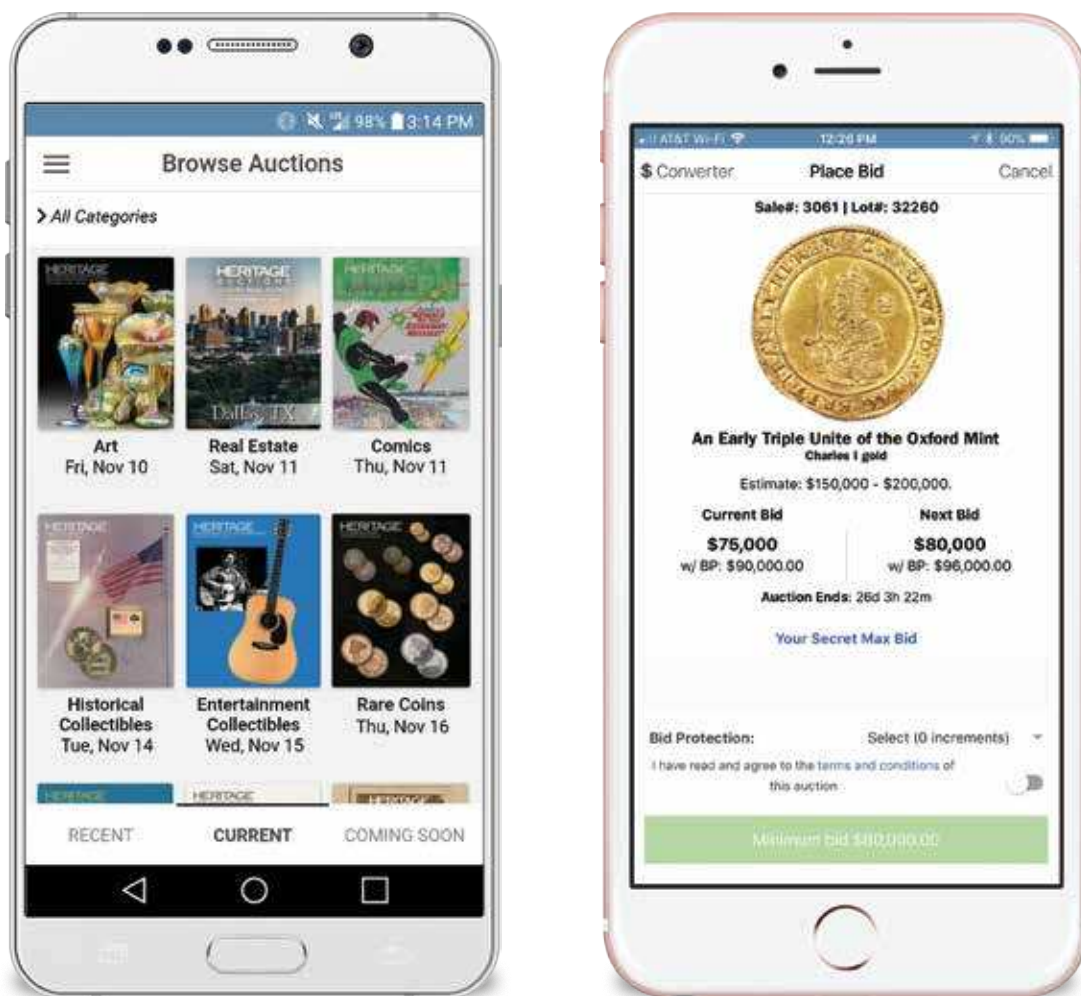 98% 3:14 PM
Browse Auctions
All Categories
HERITAGE
HERITAGE
AUCTIONS
Dallas, TX
HERITAGE
Art
Fri, Nov 10
Real Estate
Sat, Nov 11
Comics
Thu, Nov 11
HERITAGE
HERITAGE
HERITAGE
Historical
Collectibles
Tue, Nov 14
Entertainment
Collectibles
Wed, Nov 15
Rare Coins
Thu, Nov 16
HERITAGE
HERITAGE
HERITAGE
RECENT CURRENT COMING SOON
AT&T Wi-Fi 12:26 PM 90%
$ Converter Place Bid Cancel
Sale#: 3061 | Lot#: 32260
An Early Triple Unite of the Oxford Mint
Charles I gold
Estimate: $150,000 - $200,000.
Current Bid Next Bid
$75,000 $80,000
w/ BP: $90,000.00 w/ BP: $96,000.00
Auction Ends: 26d 3h 22m
Your Secret Max Bid
Bid Protection: Select (0 increments)
I have read and agree to the terms and conditions of
this auction
Minimum bid $80,000.00